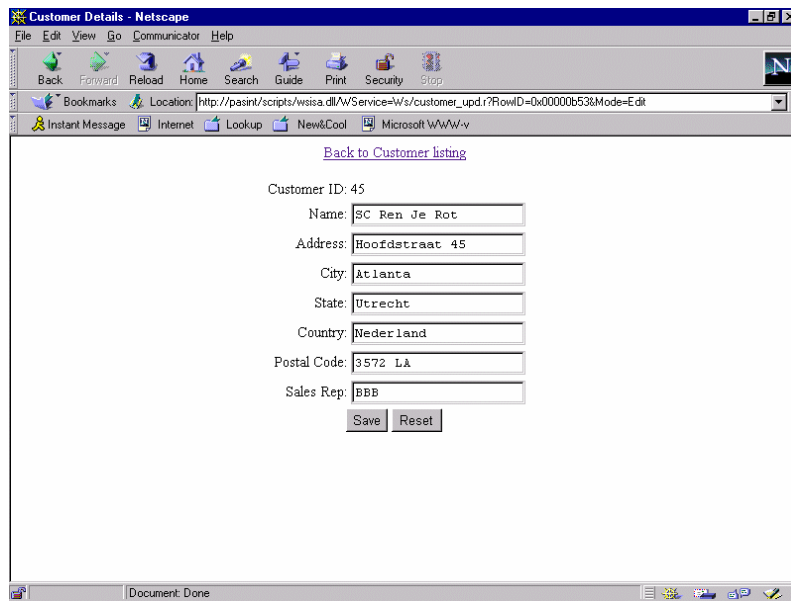 Customer Details - Netscape
File Edit View Go Communicator Help
Back Forward Reload Home Search Guide Print Security Stop
N
Bookmarks Location: http://pasint/scripts/wsisa.dll/WService=Ws/customer_upd.r?RowID=0x00000b53&Mode=Edit
Instant Message Internet Lookup New&Cool Microsoft WWW-v
Back to Customer listing
Customer ID: 45
Name: SC Ren Je Rot
Address: Hoofdstraat 45
City: Atlanta
State: Utrecht
Country: Nederland
Postal Code: 3572 LA
Sales Rep: BBB
Save Reset
Document: Done